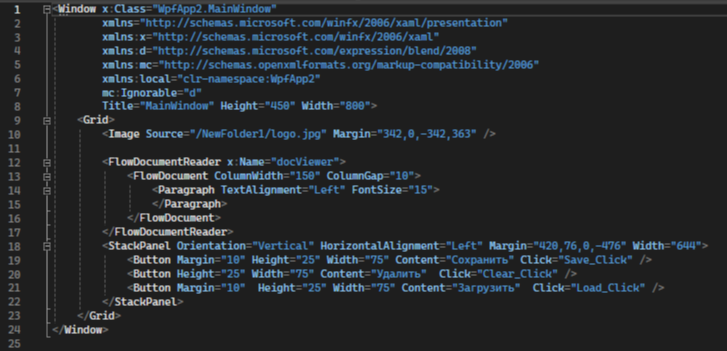 1 <Window x:Class="WpfApp2.MainWindow"
2 xmlns="http://schemas.microsoft.com/winfx/2006/xaml/presentation"
3 xmlns:x="http://schemas.microsoft.com/winfx/2006/xaml"
4 xmlns:d="http://schemas.microsoft.com/expression/blend/2008"
5 xmlns:mc="http://schemas.openxmlformats.org/markup-compatibility/2006"
6 xmlns:local="clr-namespace:WpfApp2"
7 mc:Ignorable="d"
8 Title="MainWindow" Height="450" Width="800">
9 <Grid>
10 <Image Source="/NewFolder1/logo.jpg" Margin="342,0,-342,363" />
11
12 <FlowDocumentReader x:Name="docViewer">
13 <FlowDocument ColumnWidth="150" ColumnGap="10">
14 <Paragraph TextAlignment="Left" FontSize="15">
15 </Paragraph>
16 </FlowDocument>
17 </FlowDocumentReader>
18 <StackPanel Orientation="Vertical" HorizontalAlignment="Left" Margin="420,76,0,-476" Width="644">
19 <Button Margin="10" Height="25" Width="75" Content="Сохранить" Click="Save_Click" />
20 <Button Height="25" Width="75" Content="Удалить" Click="Clear_Click" />
21 <Button Margin="10" Height="25" Width="75" Content="Загрузить" Click="Load_Click" />
22 </StackPanel>
23 </Grid>
24 </Window>
25